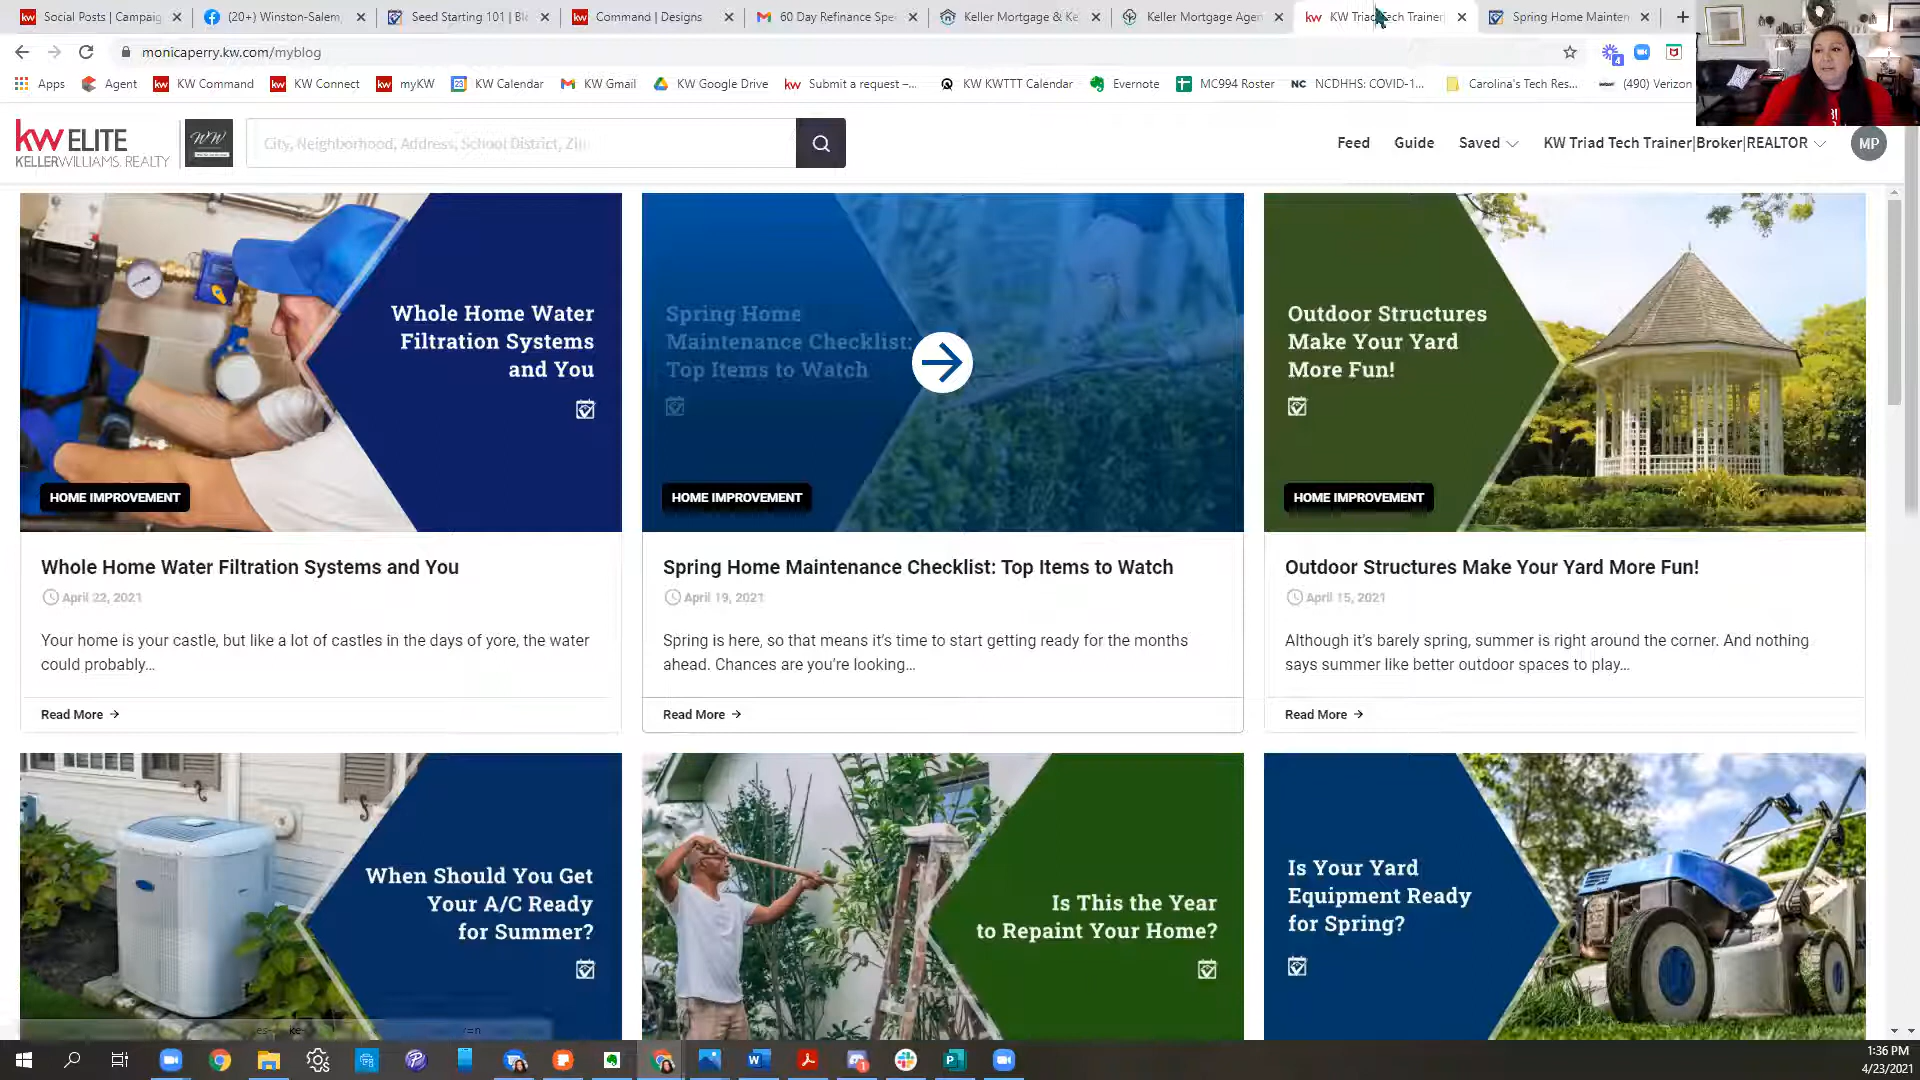 Social Posts | Campaig
(20+) Winston-Salem,
Seed Starting 101 | Bl
Command | Designs
60 Day Refinance Spe
Keller Mortgage & Ke
Keller Mortgage Agen
KW Tria Tech Trainer
Spring Home Mainten
monicaperry.kw.com/myblog
4
Apps
Agent
KW Command
KW Connect
myKW
KW Calendar
KW Gmail
KW Google Drive
Submit a request –...
KW KWTTT Calendar
Evernote
MC994 Roster
NC NCDHHS: COVID-1...
Carolina's Tech Res...
(490) Verizon
kw ELITE
KELLERWILLIAMS. REALTY
WW
City, Neighborhood, Address, School District, Zip
Feed
Guide
Saved
KW Triad Tech Trainer|Broker|REALTOR
MP
Whole Home Water
Filtration Systems
and You
HOME IMPROVEMENT
Whole Home Water Filtration Systems and You
April 22, 2021
Your home is your castle, but like a lot of castles in the days of yore, the water
could probably...
Read More
Spring Home
Maintenance Checklist:
Top Items to Watch
HOME IMPROVEMENT
Spring Home Maintenance Checklist: Top Items to Watch
April 19, 2021
Spring is here, so that means it's time to start getting ready for the months
ahead. Chances are you're looking...
Read More
Outdoor Structures
Make Your Yard
More Fun!
HOME IMPROVEMENT
Outdoor Structures Make Your Yard More Fun!
April 15, 2021
Although it's barely spring, summer is right around the corner. And nothing
says summer like better outdoor spaces to play...
Read More
When Should You Get
Your A/C Ready
for Summer?
Is This the Year
to Repaint Your Home?
Is Your Yard
Equipment Ready
for Spring?
1:36 PM
4/23/2021